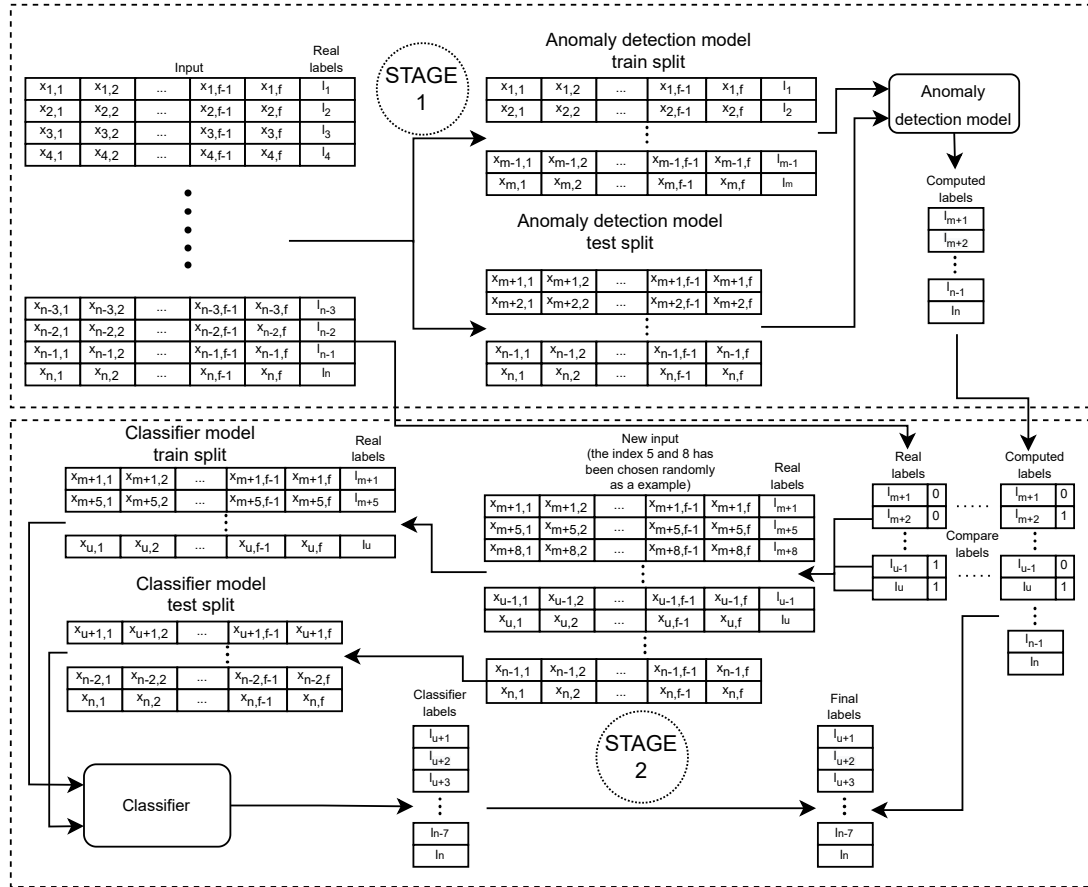 Input
Real
labels
x1,1 x1,2 ... x1,f-1 x1,f l1
x2,1 x2,2 ... x2,f-1 x2,f l2
x3,1 x3,2 ... x3,f-1 x3,f l3
x4,1 x4,2 ... x4,f-1 x4,f l4
xn-3,1 xn-3,2 ... xn-3,f-1 xn-3,f ln-3
xn-2,1 xn-2,2 ... xn-2,f-1 xn-2,f ln-2
xn-1,1 xn-1,2 ... xn-1,f-1 xn-1,f ln-1
xn,1 xn,2 ... xn,f-1 xn,f ln
STAGE
1
Anomaly detection model
train split
x1,1 x1,2 ... x1,f-1 x1,f l1
x2,1 x2,2 ... x2,f-1 x2,f l2
xm-1,1 xm-1,2 ... xm-1,f-1 xm-1,f lm-1
xm,1 xm,2 ... xm,f-1 xm,f lm
Anomaly detection model
test split
xm+1,1 xm+1,2 ... xm+1,f-1 xm+1,f
xm+2,1 xm+2,2 ... xm+2,f-1 xm+2,f
xn-1,1 xn-1,2 ... xn-1,f-1 xn-1,f
xn,1 xn,2 ... xn,f-1 xn,f
Anomaly
detection model
Computed
labels
lm+1
lm+2
ln-1
ln
Classifier model
train split
Real
labels
xm+1,1 xm+1,2 ... xm+1,f-1 xm+1,f lm+1
xm+5,1 xm+5,2 ... xm+5,f-1 xm+5,f lm+5
xu,1 xu,2 ... xu,f-1 xu,f lu
Classifier model
test split
xu+1,1 xu+1,2 ... xu+1,f-1 xu+1,f
xn-2,1 xn-2,2 ... xn-2,f-1 xn-2,f
xn,1 xn,2 ... xn,f-1 xn,f
New input
(the index 5 and 8 has
been chosen randomly
as a example)
Real
labels
xm+1,1 xm+1,2 ... xm+1,f-1 xm+1,f lm+1
xm+5,1 xm+5,2 ... xm+5,f-1 xm+5,f lm+5
xm+8,1 xm+8,2 ... xm+8,f-1 xm+8,f lm+8
xu-1,1 xu-1,2 ... xu-1,f-1 xu-1,f lu-1
xu,1 xu,2 ... xu,f-1 xu,f lu
xn-1,1 xn-1,2 ... xn-1,f-1 xn-1,f
xn,1 xn,2 ... xn,f-1 xn,f
Real
labels
lm+1 0
lm+2 0
lu-1 1
lu 1
Compare
labels
Computed
labels
lm+1 0
lm+2 1
lu-1 0
lu 1
ln-1
ln
Classifier
Classifier
labels
lu+1
lu+2
lu+3
ln-7
ln
STAGE
2
Final
labels
lu+1
lu+2
lu+3
ln-7
ln